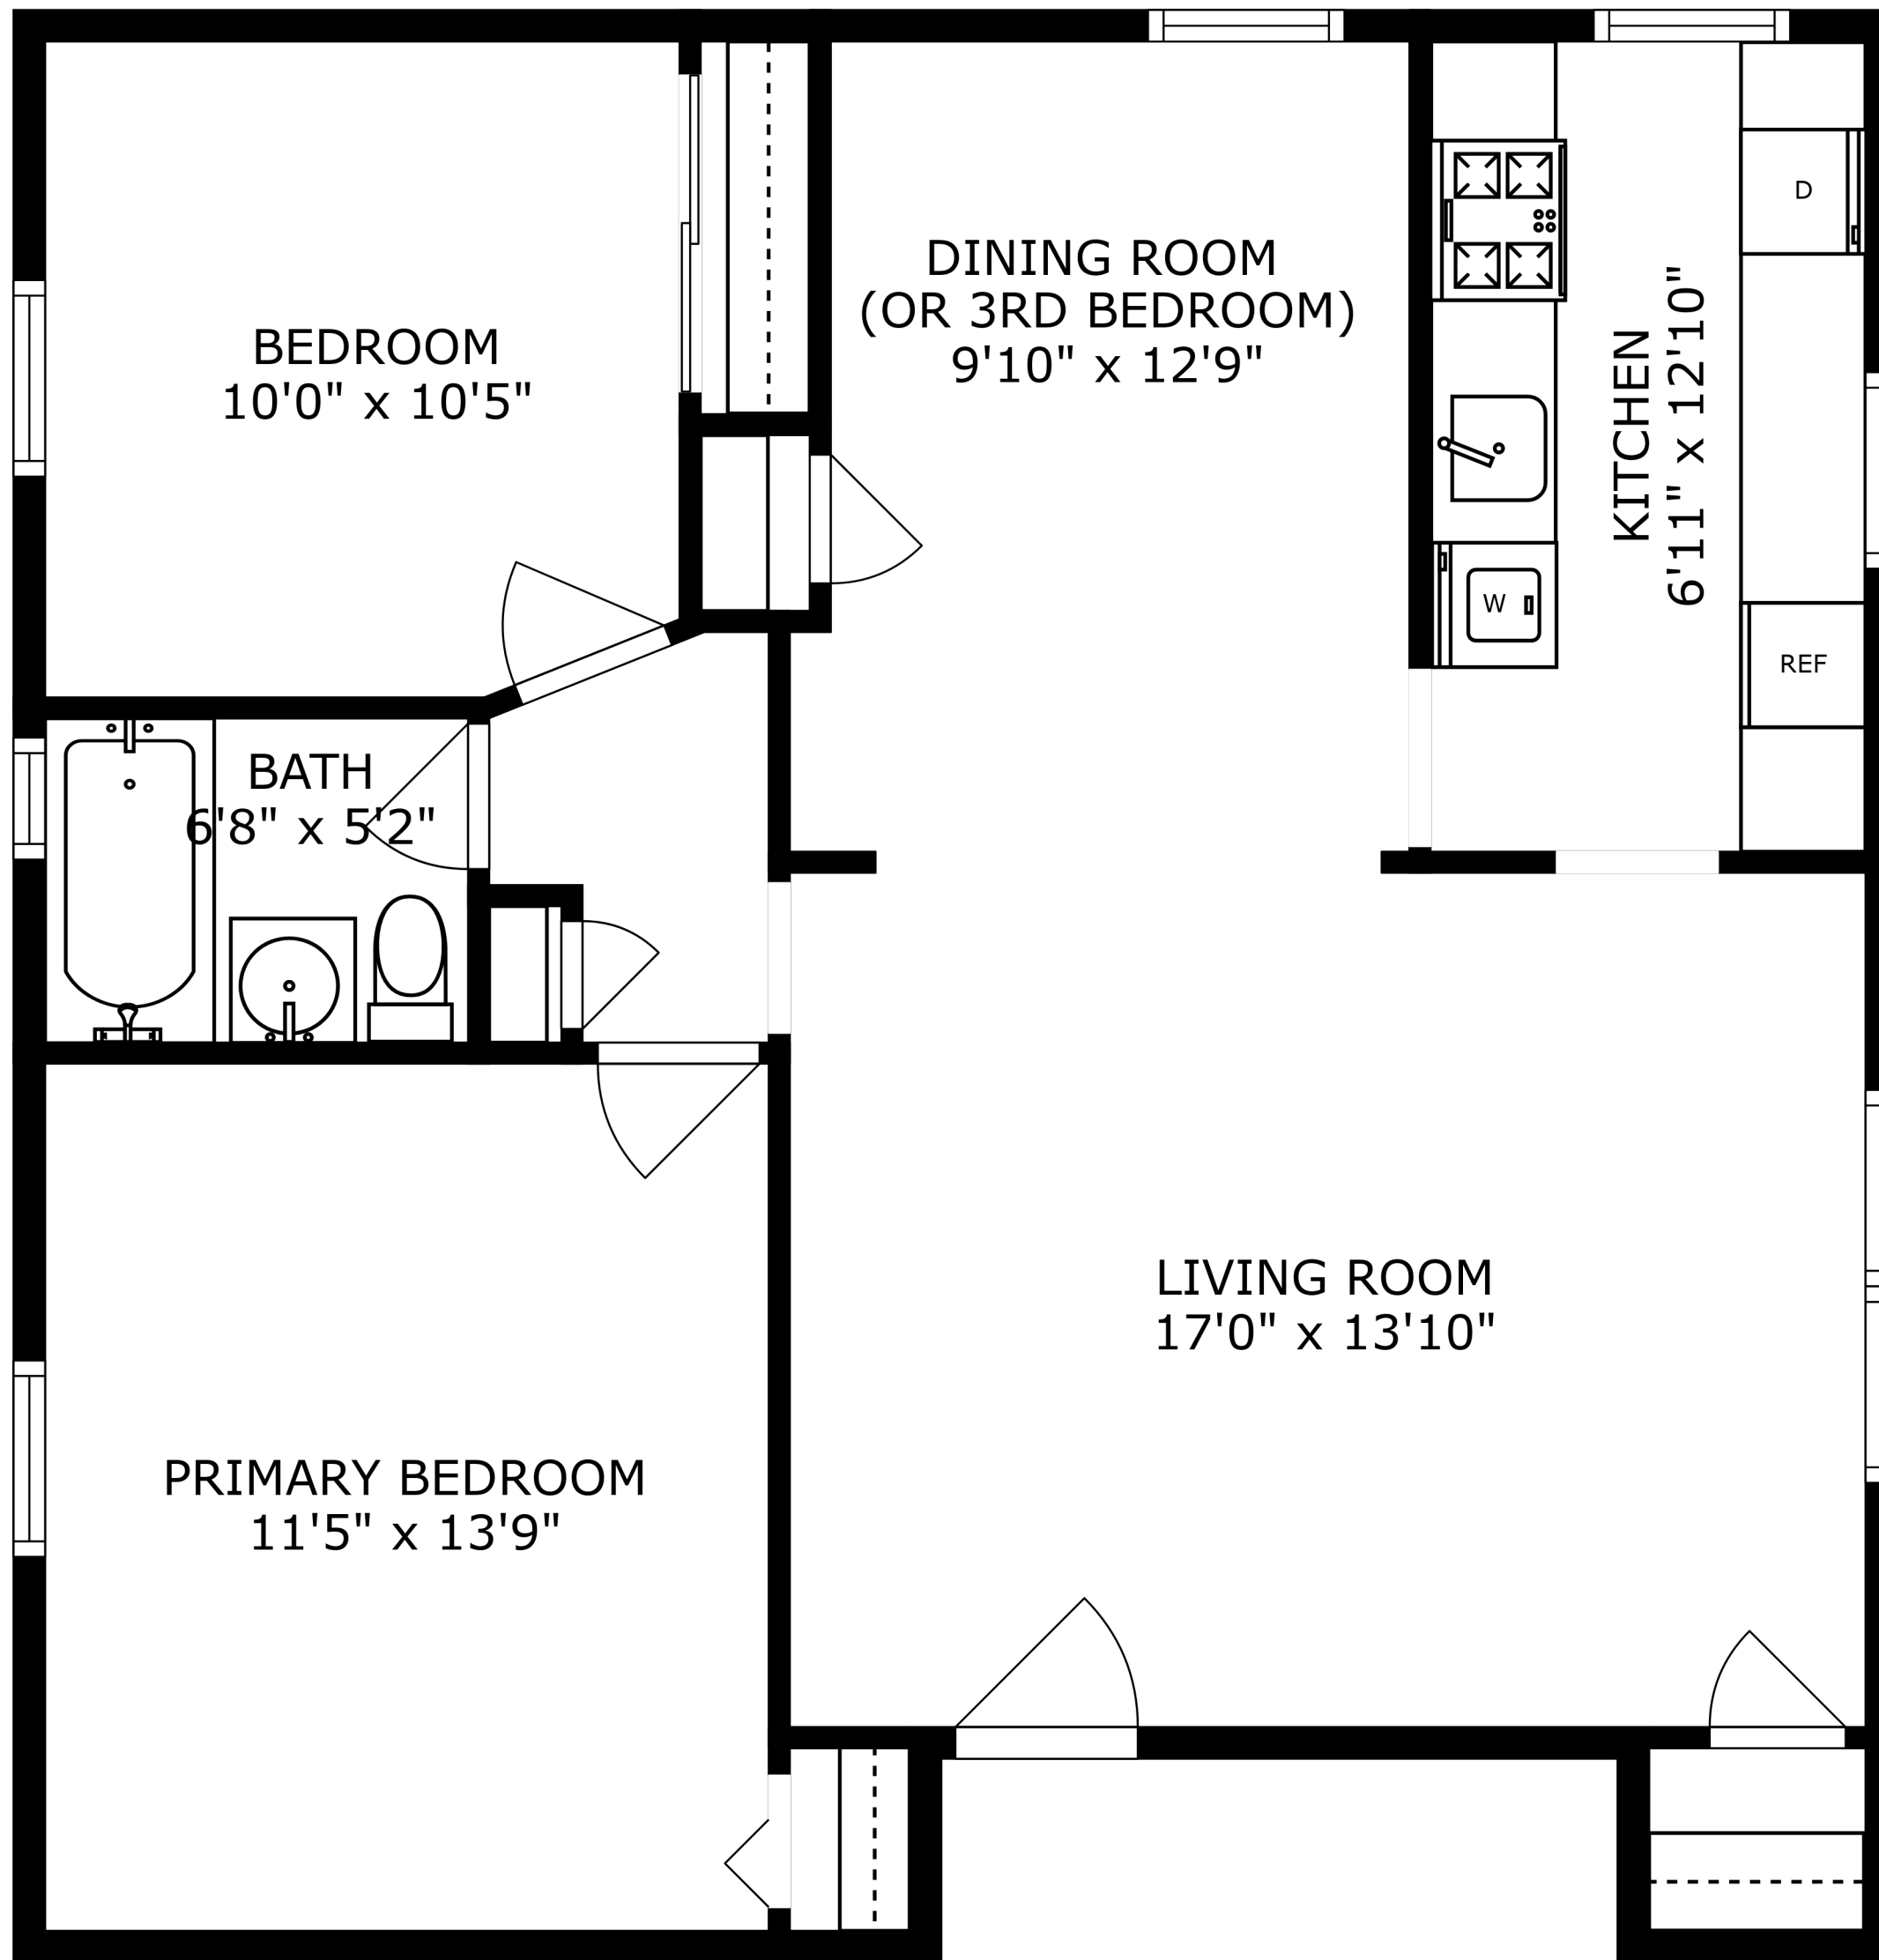 BEDROOM
10'0" x 10'5"
DINING ROOM
(OR 3RD BEDROOM)
9'10" x 12'9"
KITCHEN
6'11" x 12'10"
D
W
REF
BATH
6'8" x 5'2"
LIVING ROOM
17'0" x 13'10"
PRIMARY BEDROOM
11'5" x 13'9"